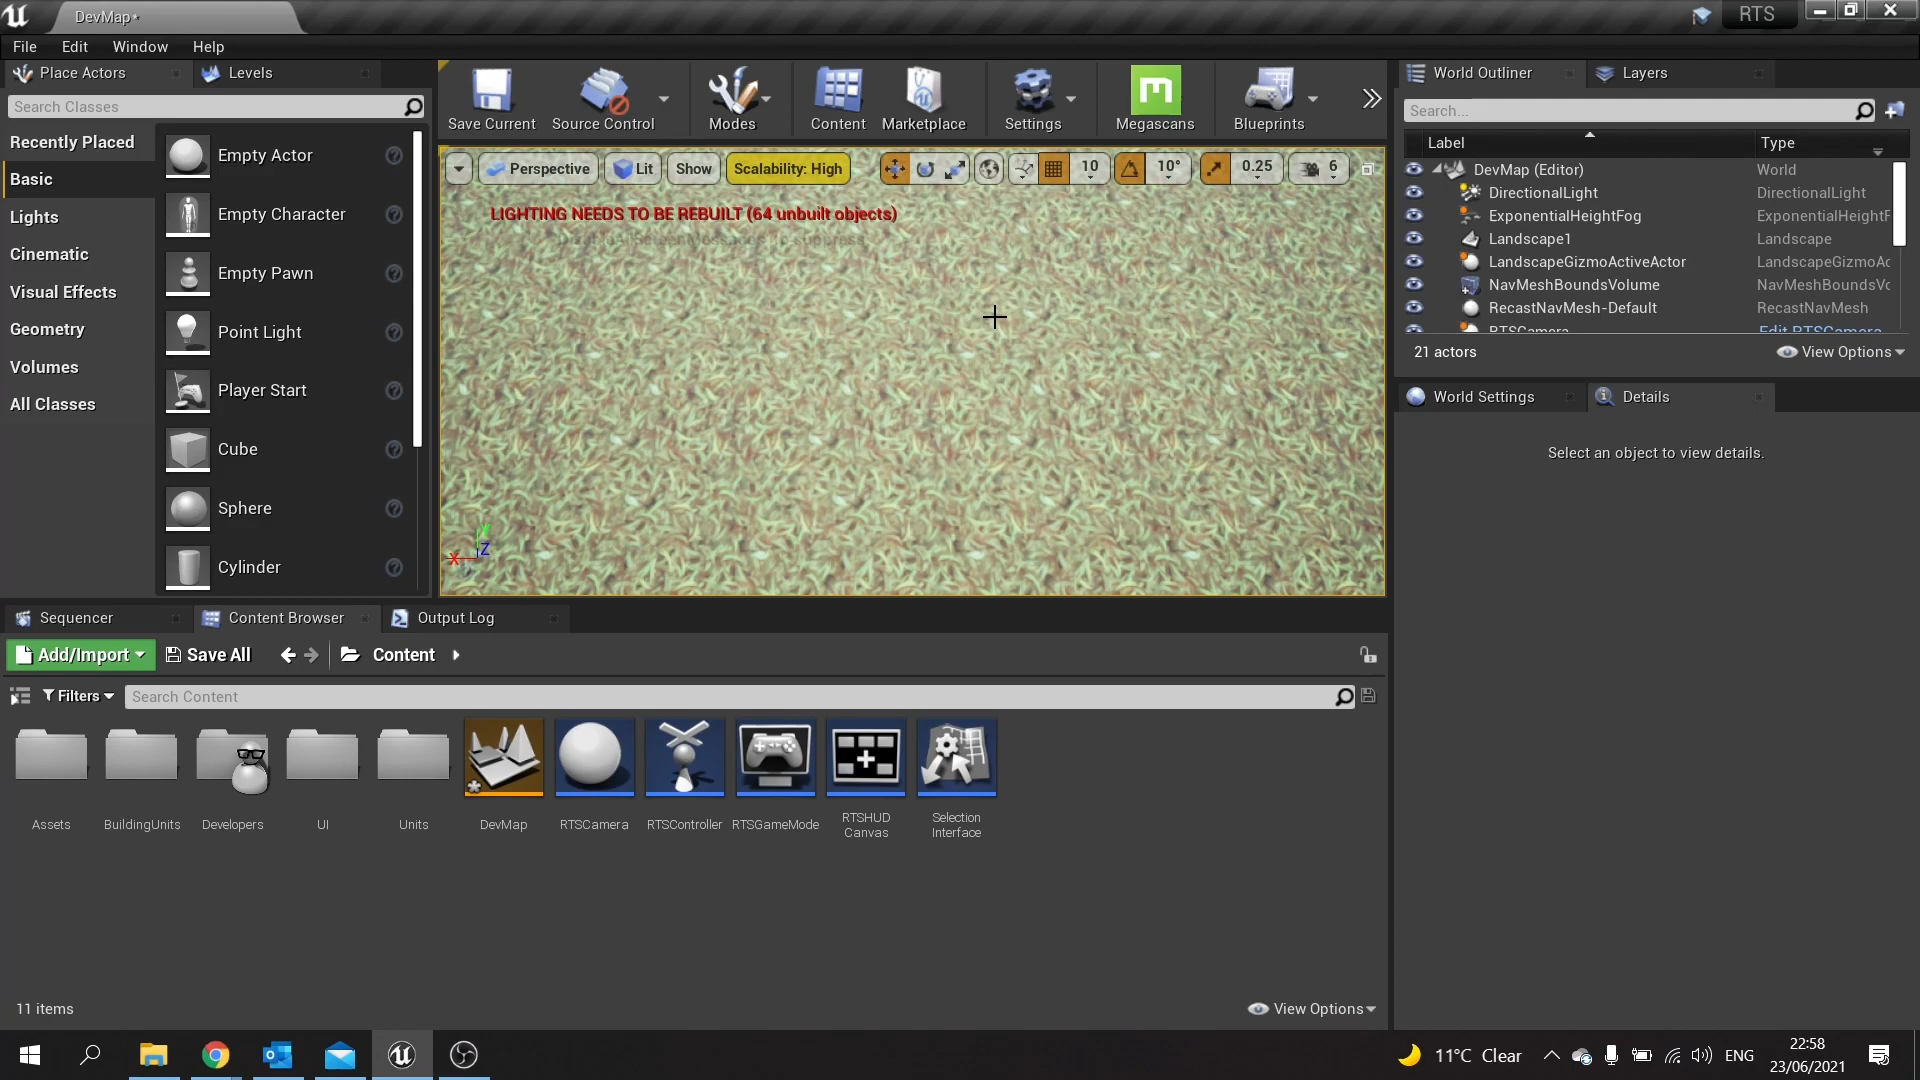 DevMap*
RTS
File Edit Window Help
Place Actors
Levels
Search Classes
Recently Placed
Basic
Lights
Cinematic
Visual Effects
Geometry
Volumes
All Classes
Empty Actor
Empty Character
Empty Pawn
Point Light
Player Start
Cube
Sphere
Cylinder
Save Current
Source Control
Modes
Content
Marketplace
Settings
Megascans
Blueprints
Perspective
Lit
Show
Scalability: High
10
10°
0.25
6
LIGHTING NEEDS TO BE REBUILT (64 unbuilt objects)
X
Y
Z
World Outliner
Layers
Search...
Label Type
DevMap (Editor) World
DirectionalLight DirectionalLight
ExponentialHeightFog ExponentialHeightF
Landscape1 Landscape
LandscapeGizmoActiveActor LandscapeGizmoAc
NavMeshBoundsVolume NavMeshBoundsVo
RecastNavMesh-Default RecastNavMesh
RTSCamera Edit RTSCamera
21 actors
View Options
World Settings
Details
Select an object to view details.
Sequencer
Content Browser
Output Log
Add/Import
Save All
Content
Filters
Search Content
Assets
BuildingUnits
Developers
UI
Units
DevMap
RTSCamera
RTSController
RTSGameMode
RTSHUD
Canvas
Selection
Interface
11 items
View Options
11°C Clear
ENG
22:58
23/06/2021